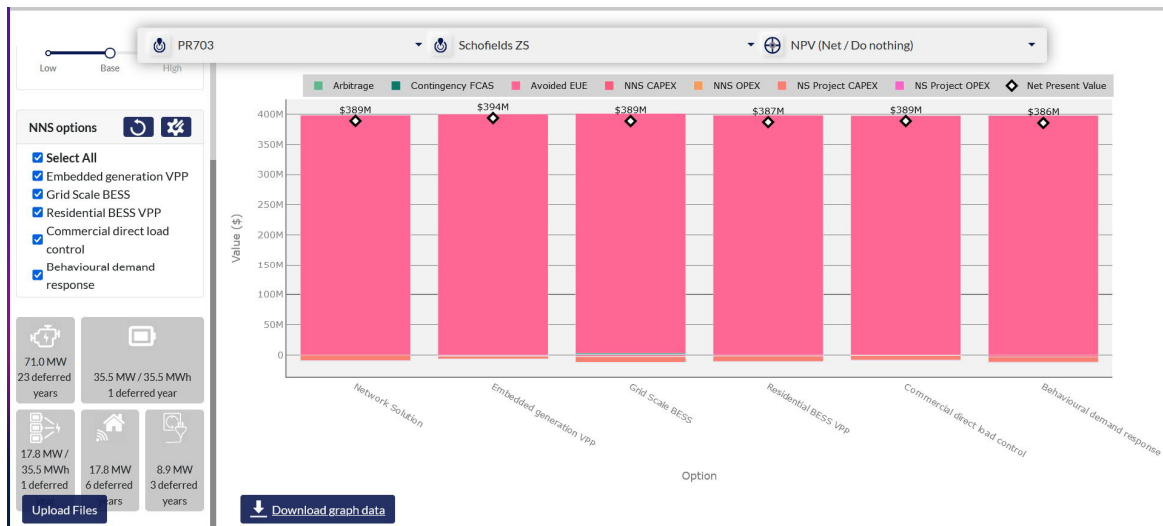 PR703
Schofields ZS
NPV (Net / Do nothing)
Low
Base
High
NNS options
Select All
Embedded generation VPP
Grid Scale BESS
Residential BESS VPP
Commercial direct load
control
Behavioural demand
response
71.0 MW
23 deferred
years
35.5 MW / 35.5 MWh
1 deferred year
17.8 MW /
35.5 MWh
1 deferred
17.8 MW
6 deferred
years
8.9 MW
3 deferred
years
Upload Files
Arbitrage
Contingency FCAS
Avoided EUE
NNS CAPEX
NNS OPEX
NS Project CAPEX
NS Project OPEX
Net Present Value
$389M
$394M
$389M
$387M
$389M
$386M
400M
350M
300M
250M
200M
150M
100M
50M
0
Value ($)
Network Solution
Embedded generation VPP
Grid Scale BESS
Residential BESS VPP
Commercial direct load control
Behavioural demand response
Option
Download graph data